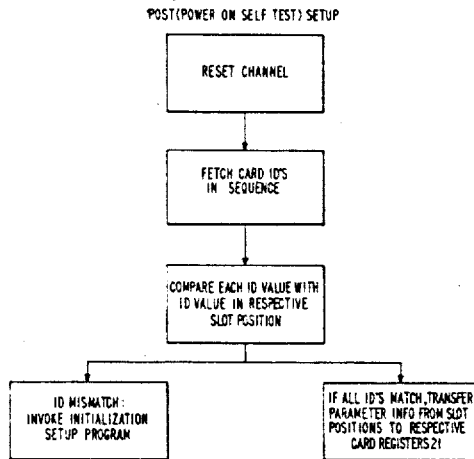 POST(POWER ON SELF TEST) SETUP
RESET CHANNEL
FETCH CARD ID'S
IN SEQUENCE
COMPARE EACH ID VALUE WITH
ID VALUE IN RESPECTIVE
SLOT POSITION
ID MISMATCH:
INVOKE INITIALIZATION
SETUP PROGRAM
IF ALL ID'S MATCH, TRANSFER
PARAMETER INFO FROM SLOT
POSITIONS TO RESPECTIVE
CARD REGISTERS 21